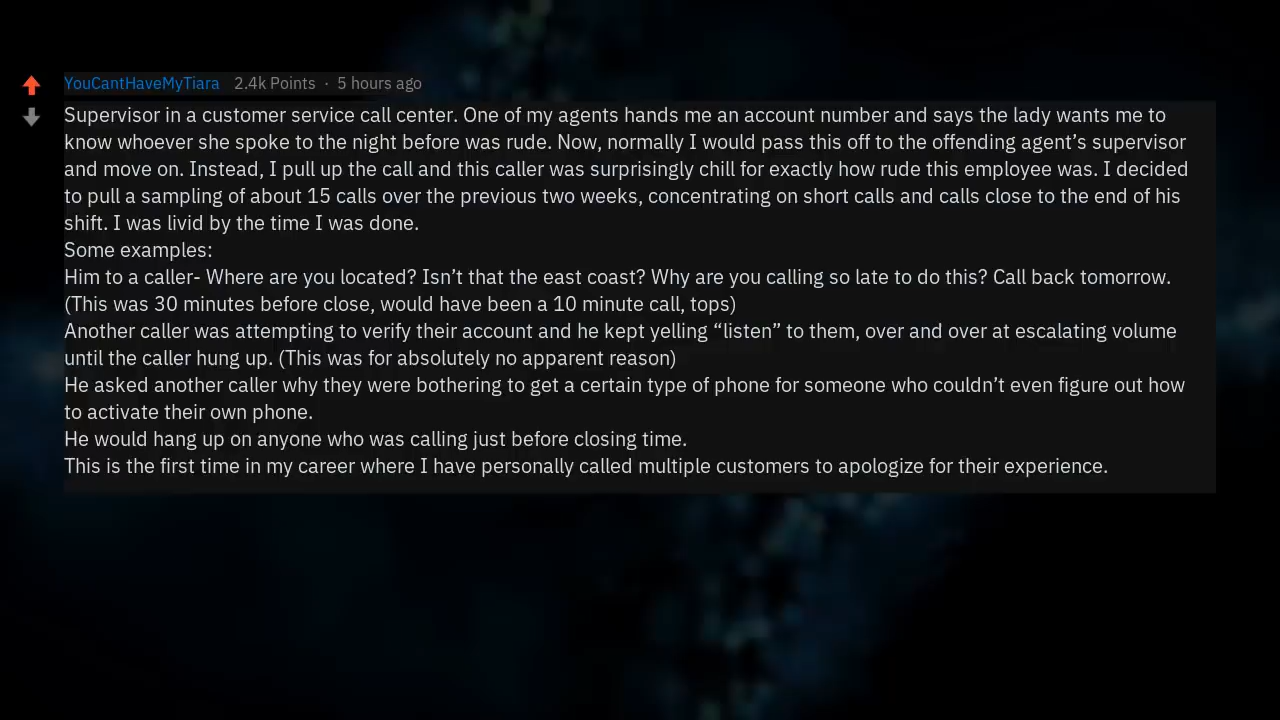 YouCantHaveMyTiara 2.4k Points · 5 hours ago
Supervisor in a customer service call center. One of my agents hands me an account number and says the lady wants me to
know whoever she spoke to the night before was rude. Now, normally I would pass this off to the offending agent’s supervisor
and move on. Instead, I pull up the call and this caller was surprisingly chill for exactly how rude this employee was. I decided
to pull a sampling of about 15 calls over the previous two weeks, concentrating on short calls and calls close to the end of his
shift. I was livid by the time I was done.
Some examples:
Him to a caller- Where are you located? Isn’t that the east coast? Why are you calling so late to do this? Call back tomorrow.
(This was 30 minutes before close, would have been a 10 minute call, tops)
Another caller was attempting to verify their account and he kept yelling “listen” to them, over and over at escalating volume
until the caller hung up. (This was for absolutely no apparent reason)
He asked another caller why they were bothering to get a certain type of phone for someone who couldn’t even figure out how
to activate their own phone.
He would hang up on anyone who was calling just before closing time.
This is the first time in my career where I have personally called multiple customers to apologize for their experience.